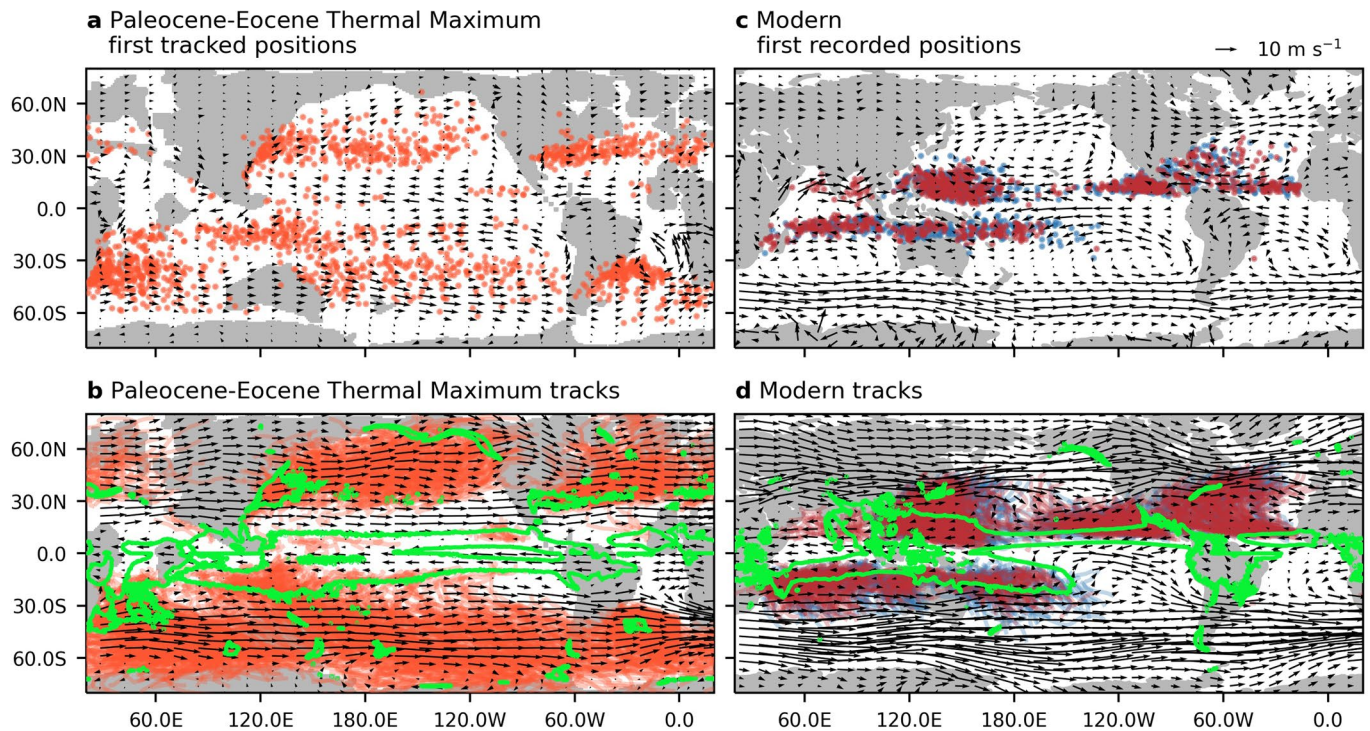 a Paleocene-Eocene Thermal Maximum
first tracked positions
c Modern
first recorded positions
10 m s⁻¹
60.0N
30.0N
0.0
30.0S
60.0S
b Paleocene-Eocene Thermal Maximum tracks
d Modern tracks
60.0N
30.0N
0.0
30.0S
60.0S
60.0E 120.0E 180.0E 120.0W 60.0W 0.0
60.0E 120.0E 180.0E 120.0W 60.0W 0.0